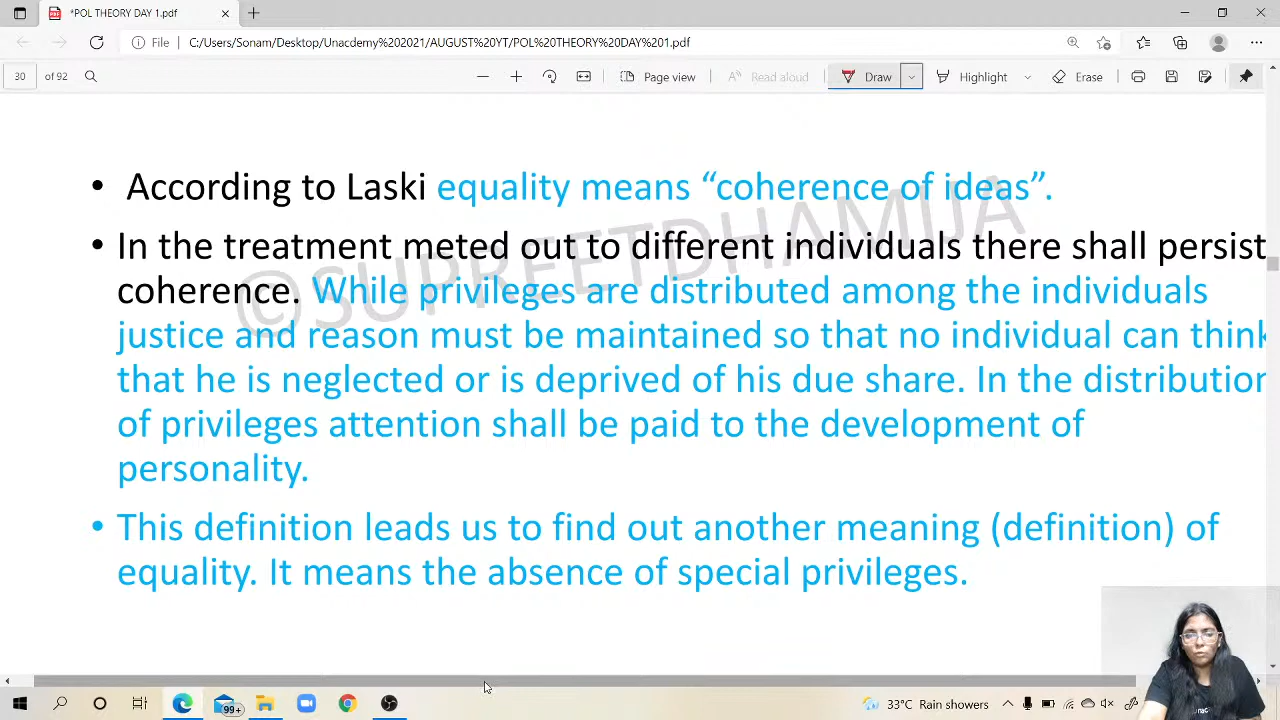 *POL THEORY DAY 1.pdf
File C:/Users/Sonam/Desktop/Unacdemy%202021/AUGUST%20YT/POL%20THEORY%20DAY%201.pdf
30 of 92 Page view Read aloud Draw Highlight Erase
• According to Laski equality means “coherence of ideas”.
• In the treatment meted out to different individuals there shall persist
coherence. While privileges are distributed among the individuals
justice and reason must be maintained so that no individual can think
that he is neglected or is deprived of his due share. In the distribution
of privileges attention shall be paid to the development of
personality.
• This definition leads us to find out another meaning (definition) of
equality. It means the absence of special privileges.
©SUPREETDHAMIJA
99+ 33°C Rain showers